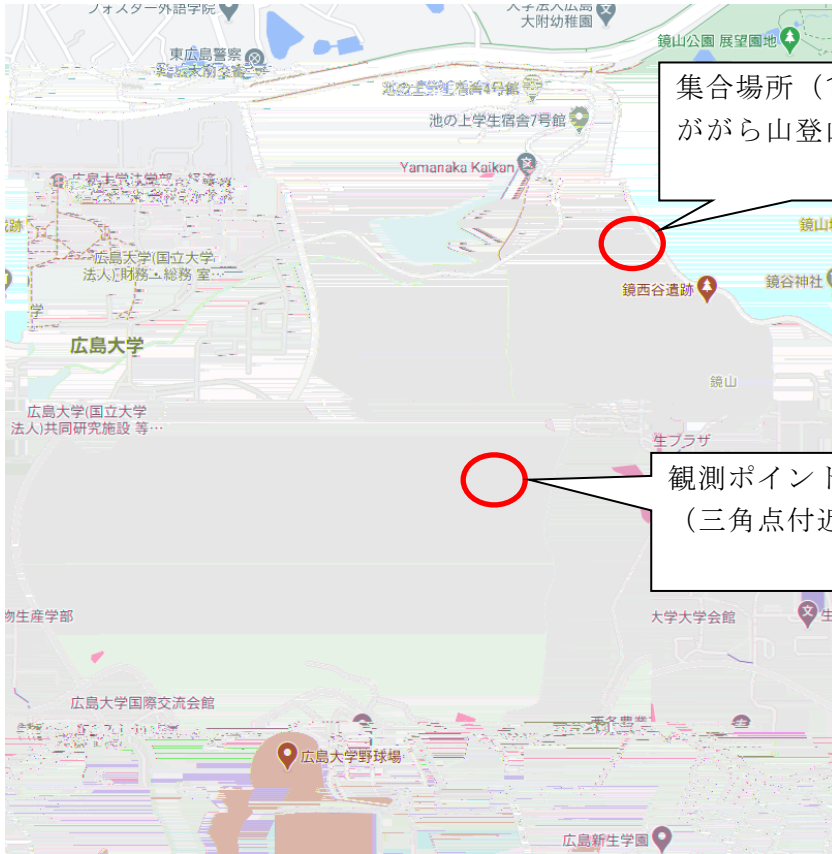 フォスター外語学院
大附幼稚園
東広島警察
鏡山公園 展望園地
集合場所（
ががら山登
池の上学生宿舎7号館
Yamanaka Kaikan
広島大学(国立大学
法人)財務・総務 室…
学
鏡西谷遺跡
鏡谷神社
広島大学
鏡山
広島大学(国立大学
法人)共同研究施設 等…
生プラザ
観測ポイント
（三角点付近
物生産学部
大学大学会館
生
広島大学国際交流会館
広島大学野球場
広島新生学園